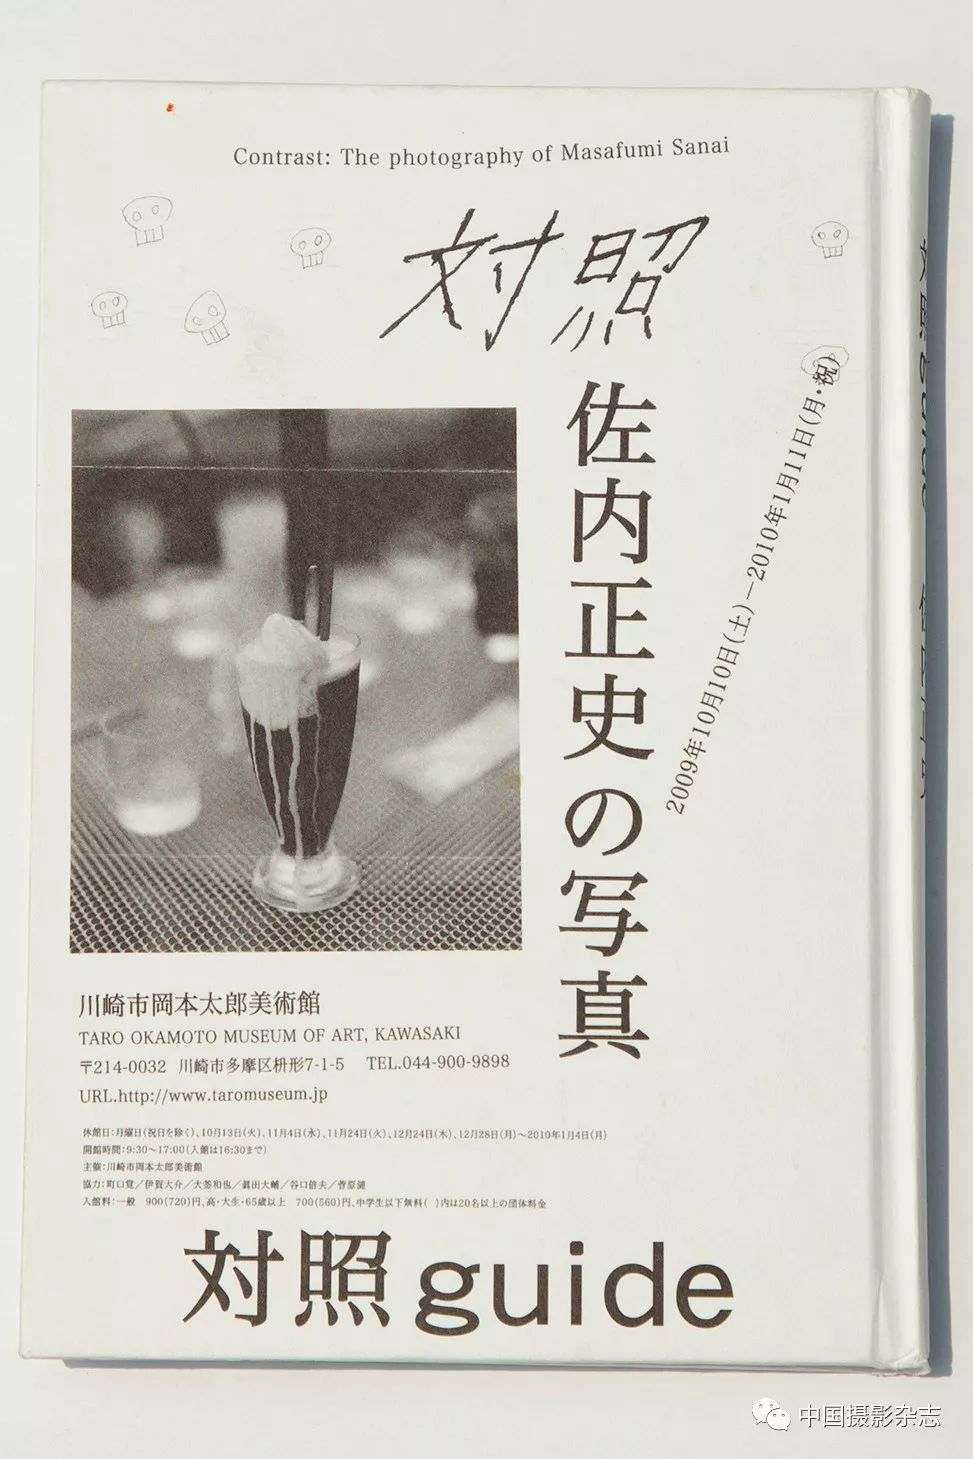 Contrast: The photography of Masafumi Sanai
対照
佐内正史の写真
2009年10月10日(土)―2010年1月11日(月・祝)
川崎市岡本太郎美術館
TARO OKAMOTO MUSEUM OF ART, KAWASAKI
〒214-0032 川崎市多摩区枡形7-1-5 TEL.044-900-9898
URL.http://www.taromuseum.jp
休館日:月曜日(祝日を除く)、10月13日(火)、11月4日(水)、11月24日(火)、12月24日(木)、12月28日(月)〜2010年1月4日(月)
開館時間:9:30〜17:00(入館は16:30まで)
主催:川崎市岡本太郎美術館
協力:町口覚／伊賀大介／大釜和也／眞田大輔／谷口倍夫／菅原
入館料:一般 900(720)円、高・大生・65歳以上 700(560)円、中学生以下無料( )内は20名以上の団体料金
対照guide
中国摄影杂志